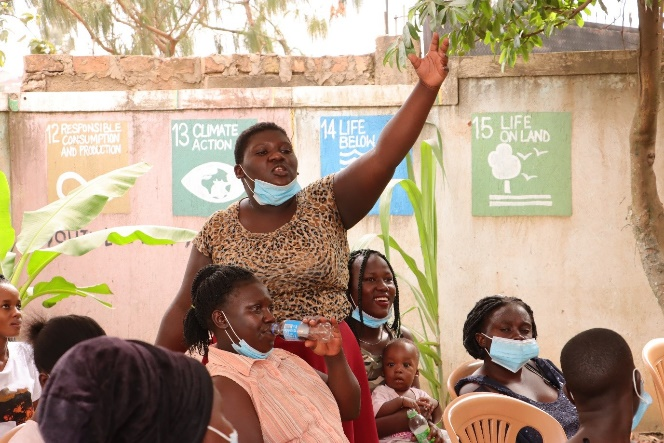 12 RESPONSIBLE
CONSUMPTION
AND PRODUCTION
13 CLIMATE
ACTION
14 LIFE
BELOW
15 LIFE
ON LAND